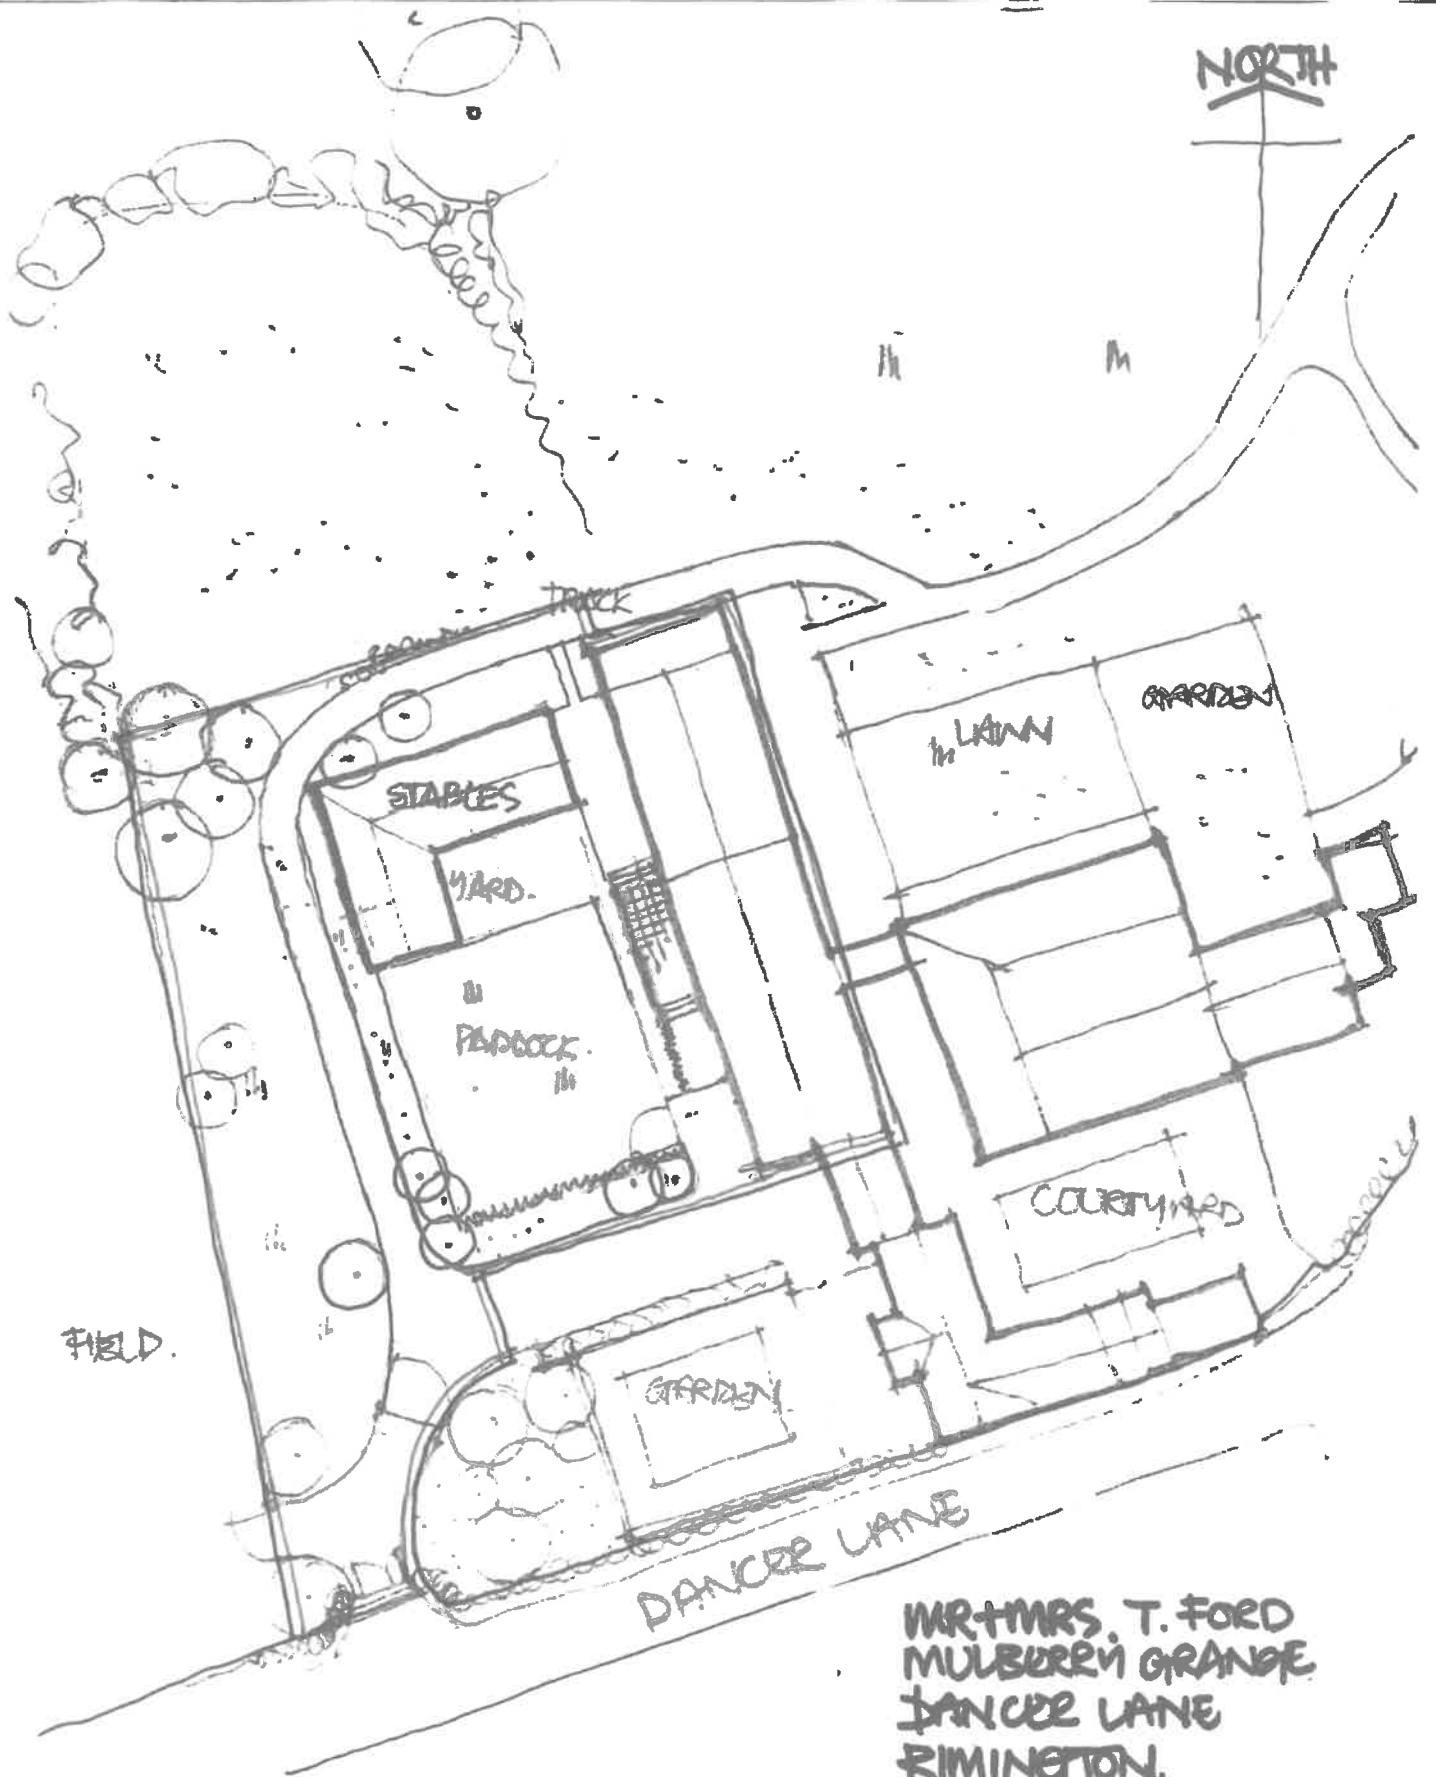 NORTH
TRACK
LAWN
GARDEN
STABLES
YARD.
PADDOCK.
COURTYARD
FIELD.
GARDEN
DANCER LANE
MR + MRS. T. FORD
MULBERRY GRANGE
DANCER LANE
RIMINGTON.